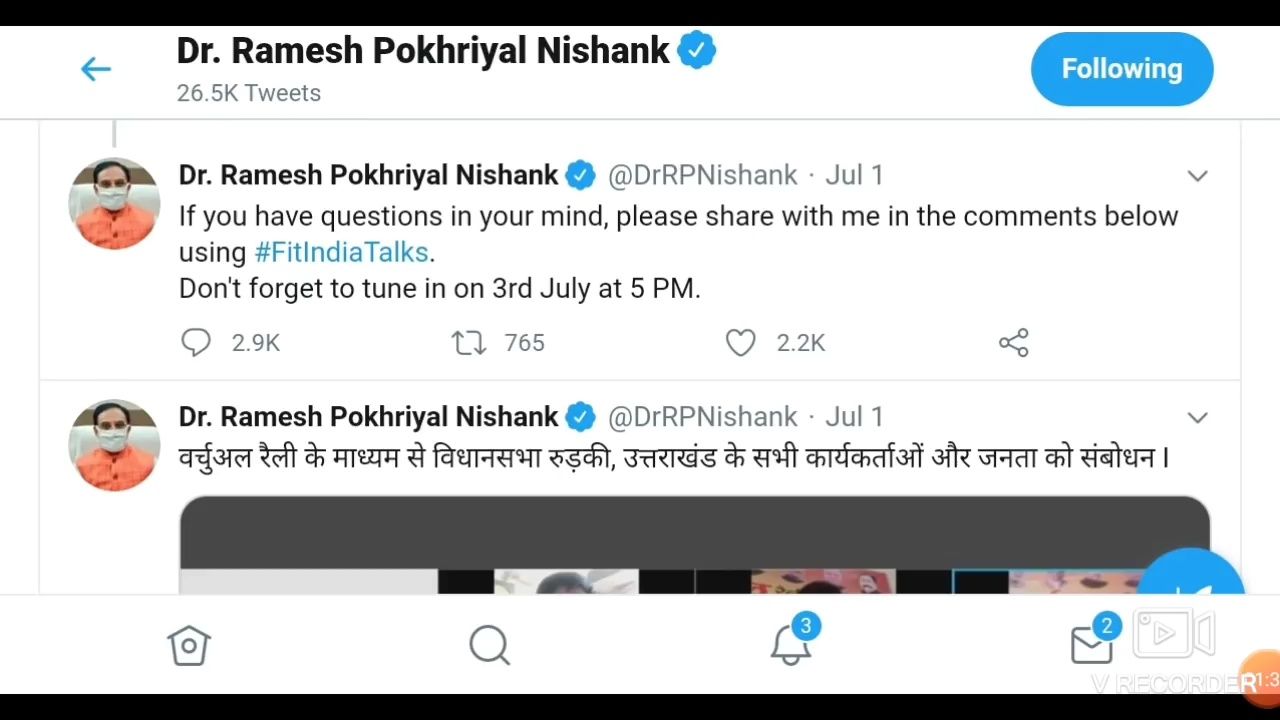 Dr. Ramesh Pokhriyal Nishank
26.5K Tweets
Following
Dr. Ramesh Pokhriyal Nishank @DrRPNishank · Jul 1
If you have questions in your mind, please share with me in the comments below
using #FitIndiaTalks.
Don't forget to tune in on 3rd July at 5 PM.
2.9K 765 2.2K
Dr. Ramesh Pokhriyal Nishank @DrRPNishank · Jul 1
वर्चुअल रैली के माध्यम से विधानसभा रुड़की, उत्तराखंड के सभी कार्यकर्ताओं और जनता को संबोधन l
3 2
V RECORDER